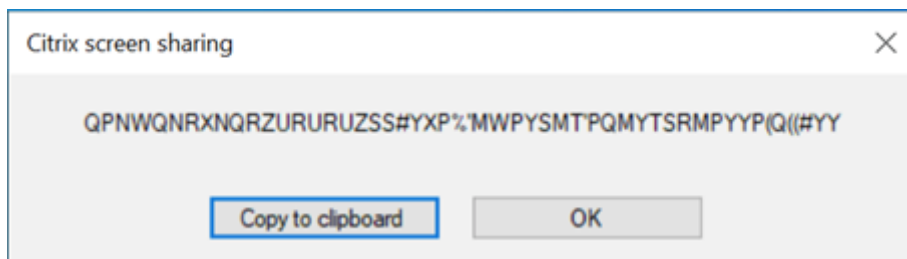 Citrix screen sharing
QPNWQNRXNQRZURURUZSS#YXP%'MWPYSMT'PQMYTSRMPYYP(Q((#YY
Copy to clipboard
OK